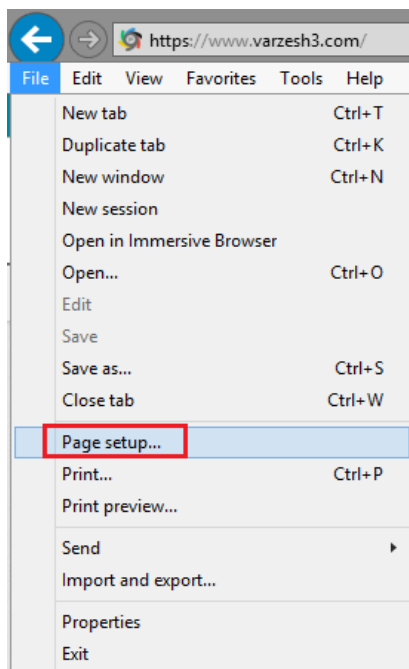 https://www.varzesh3.com/
File Edit View Favorites Tools Help
New tab Ctrl+T
Duplicate tab Ctrl+K
New window Ctrl+N
New session
Open in Immersive Browser
Open... Ctrl+O
Edit
Save
Save as... Ctrl+S
Close tab Ctrl+W
Page setup...
Print... Ctrl+P
Print preview...
Send
Import and export...
Properties
Exit